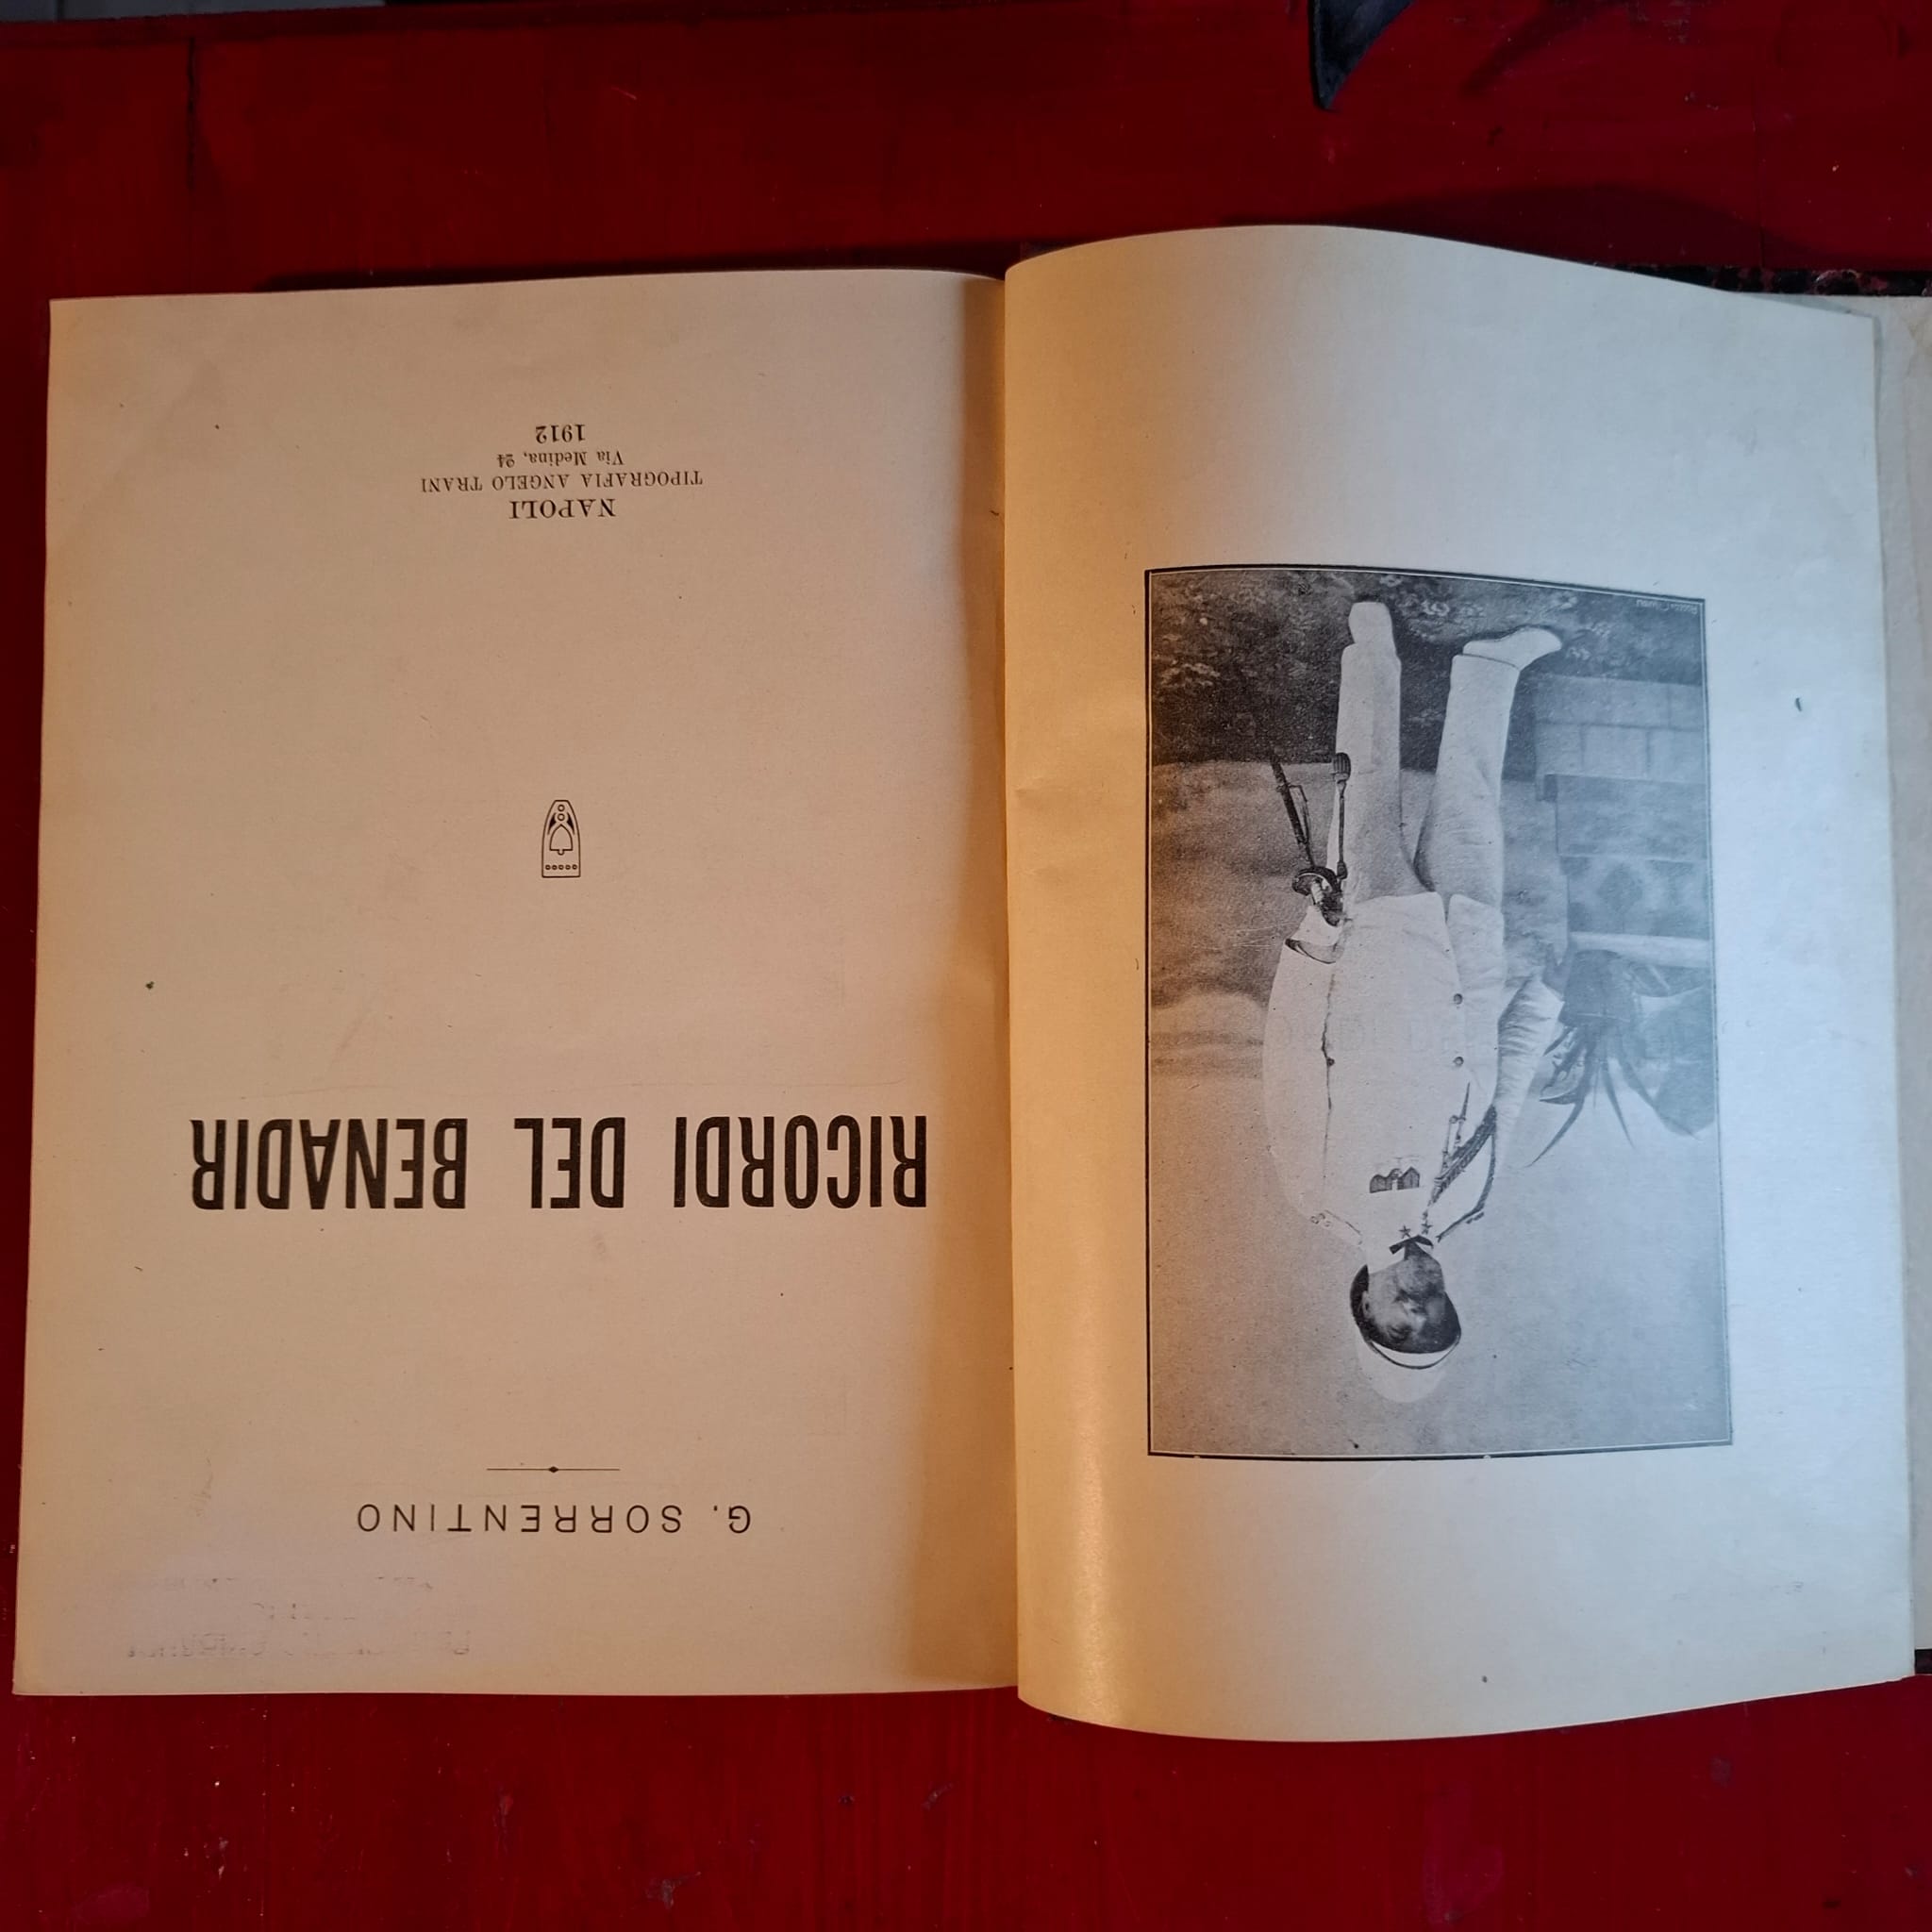 G. SORRENTINO
RICORDI DEL BENADIR
NAPOLI
TIPOGRAFIA ANGELO TRANI
Via Medina, 24
1912